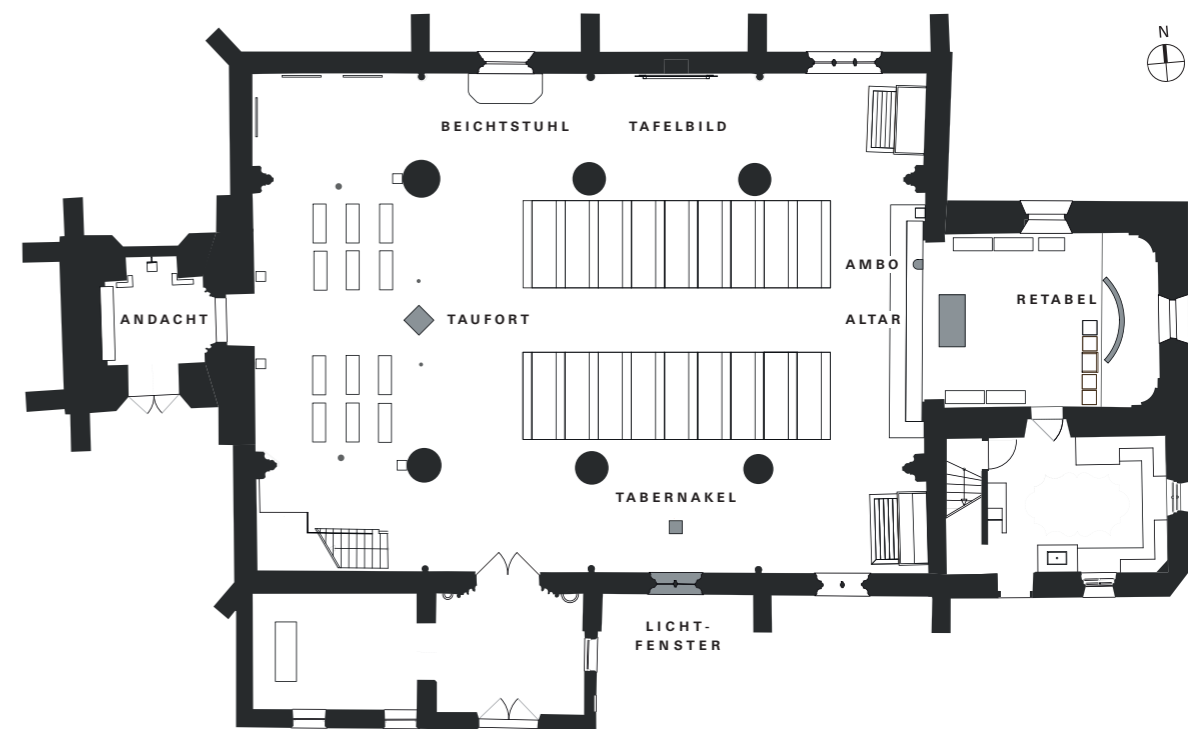 N
BEICHTSTUHL TAFELBILD
AMBO
RETABEL
ANDACHT TAUFORT ALTAR
TABERNAKEL
LICHT-
FENSTER